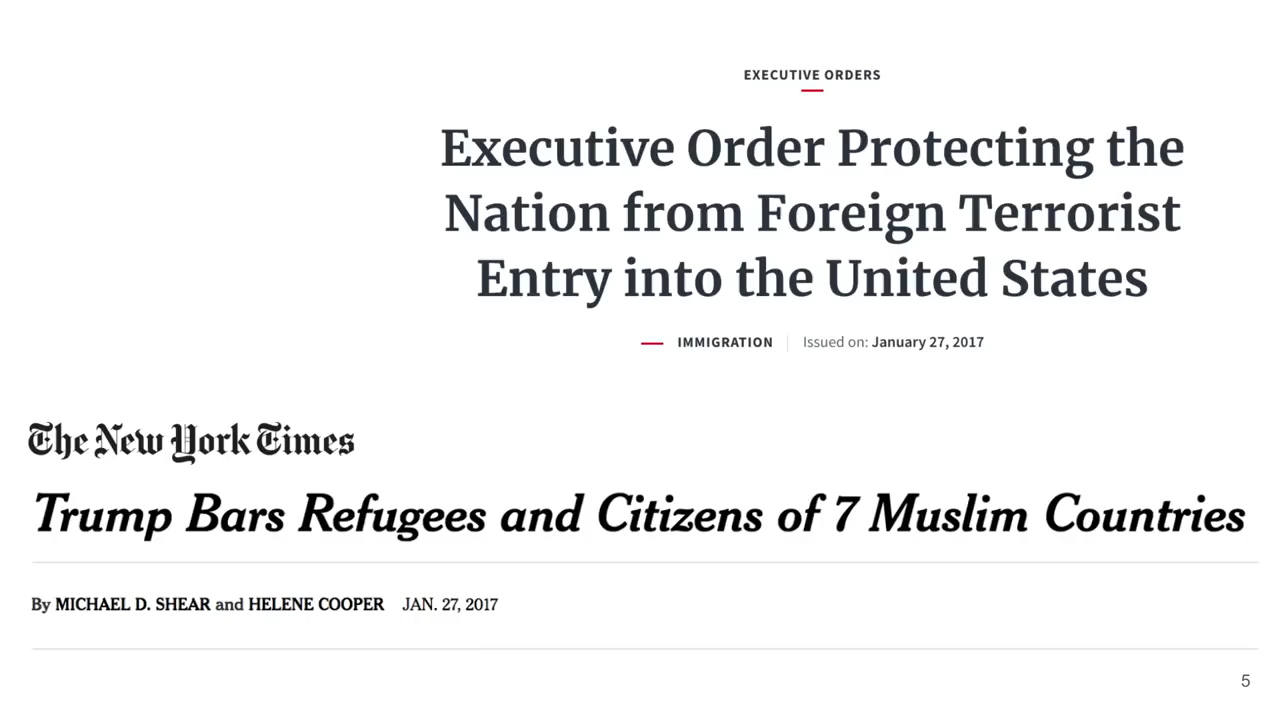 EXECUTIVE ORDERS
Executive Order Protecting the
Nation from Foreign Terrorist
Entry into the United States
IMMIGRATION Issued on: January 27, 2017
The New York Times
Trump Bars Refugees and Citizens of 7 Muslim Countries
By MICHAEL D. SHEAR and HELENE COOPER JAN. 27, 2017
5